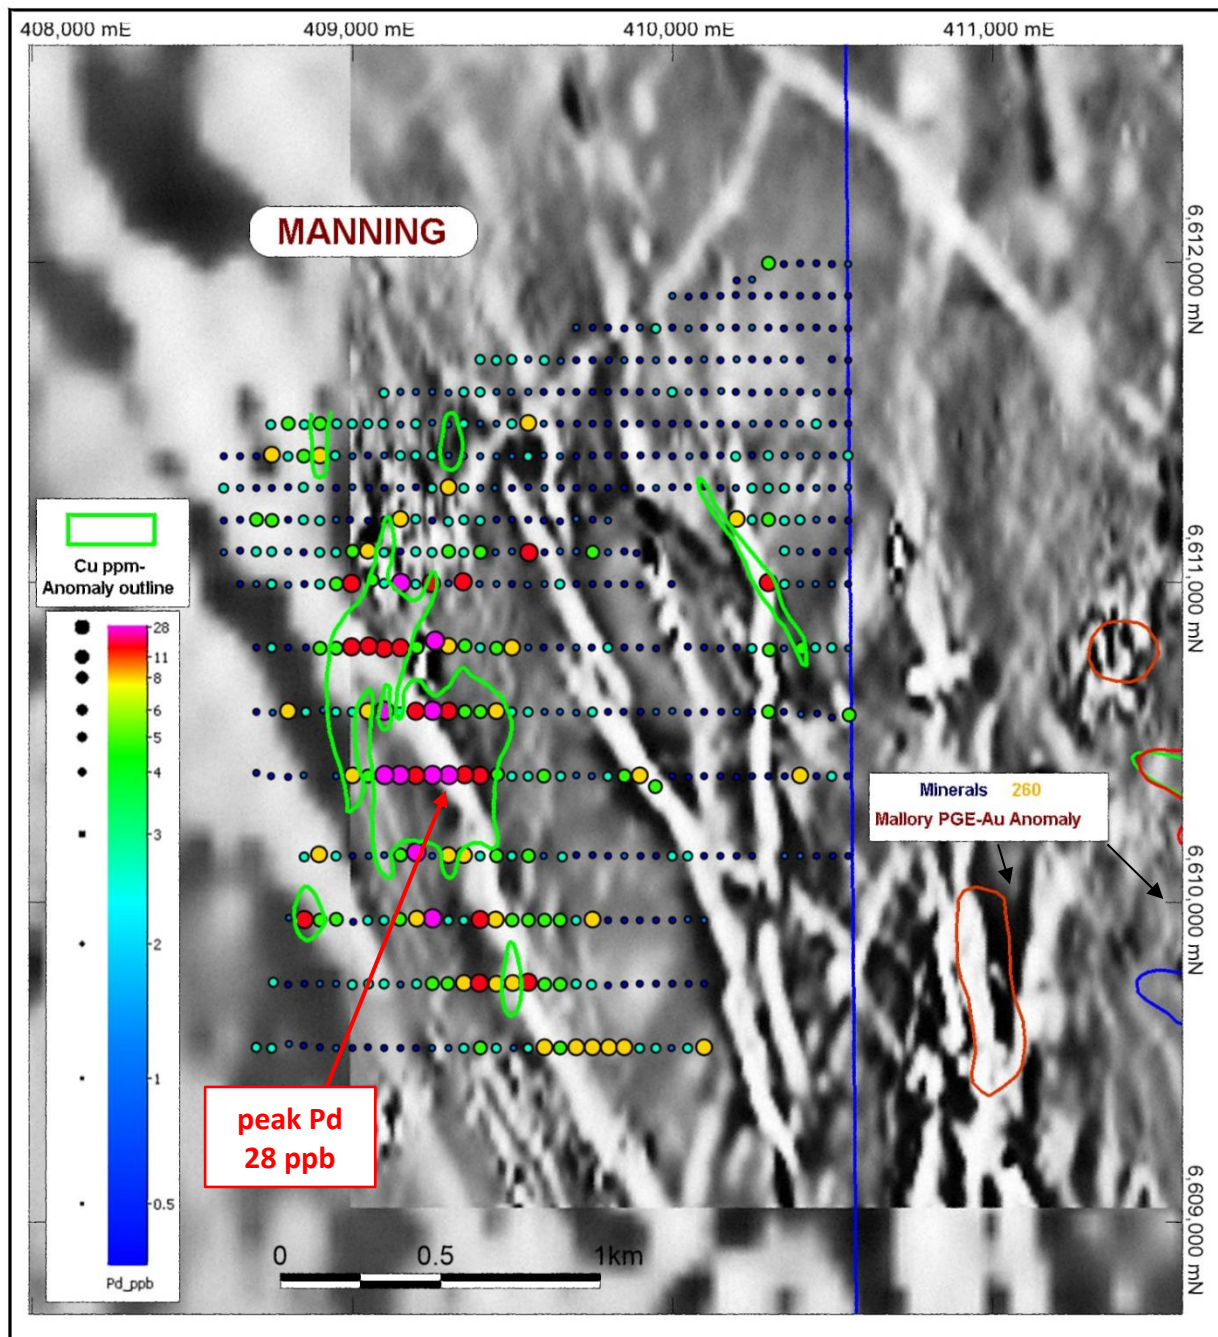 408,000 mE
409,000 mE
410,000 mE
411,000 mE
MANNING
6,612,000 mN
6,611,000 mN
6,610,000 mN
6,609,000 mN
Cu ppm-
Anomaly outline
28
11
8
6
5
4
3
2
1
0.5
Pd_ppb
Minerals 260
Mallory PGE-Au Anomaly
peak Pd
28 ppb
0 0.5 1km